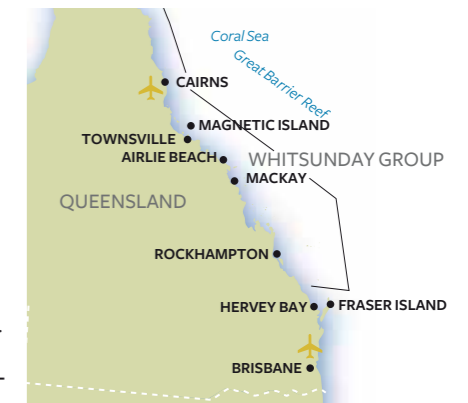 Coral Sea
Great Barrier Reef
CAIRNS
MAGNETIC ISLAND
TOWNSVILLE
AIRLIE BEACH
WHITSUNDAY GROUP
MACKAY
QUEENSLAND
ROCKHAMPTON
HERVEY BAY
FRASER ISLAND
BRISBANE